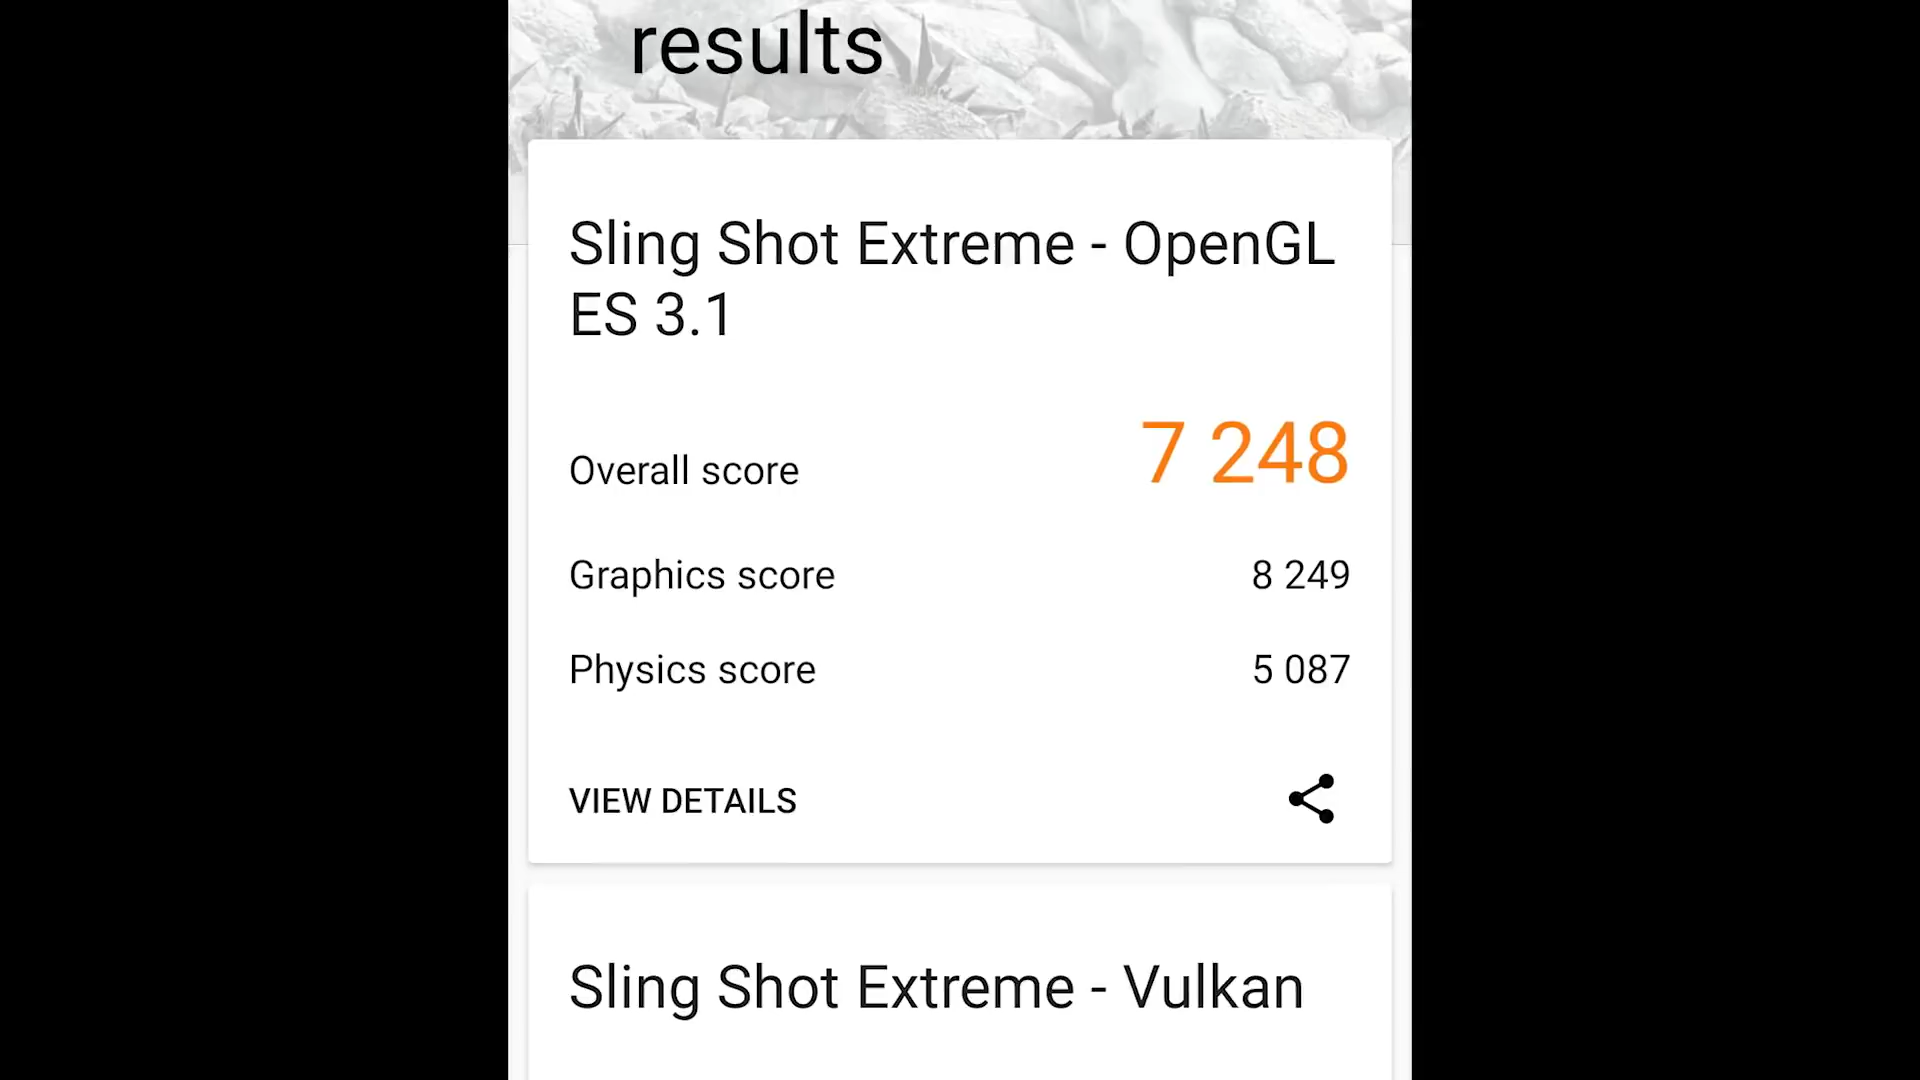 results
Sling Shot Extreme - OpenGL
ES 3.1
Overall score 7 248
Graphics score 8 249
Physics score 5 087
VIEW DETAILS
Sling Shot Extreme - Vulkan